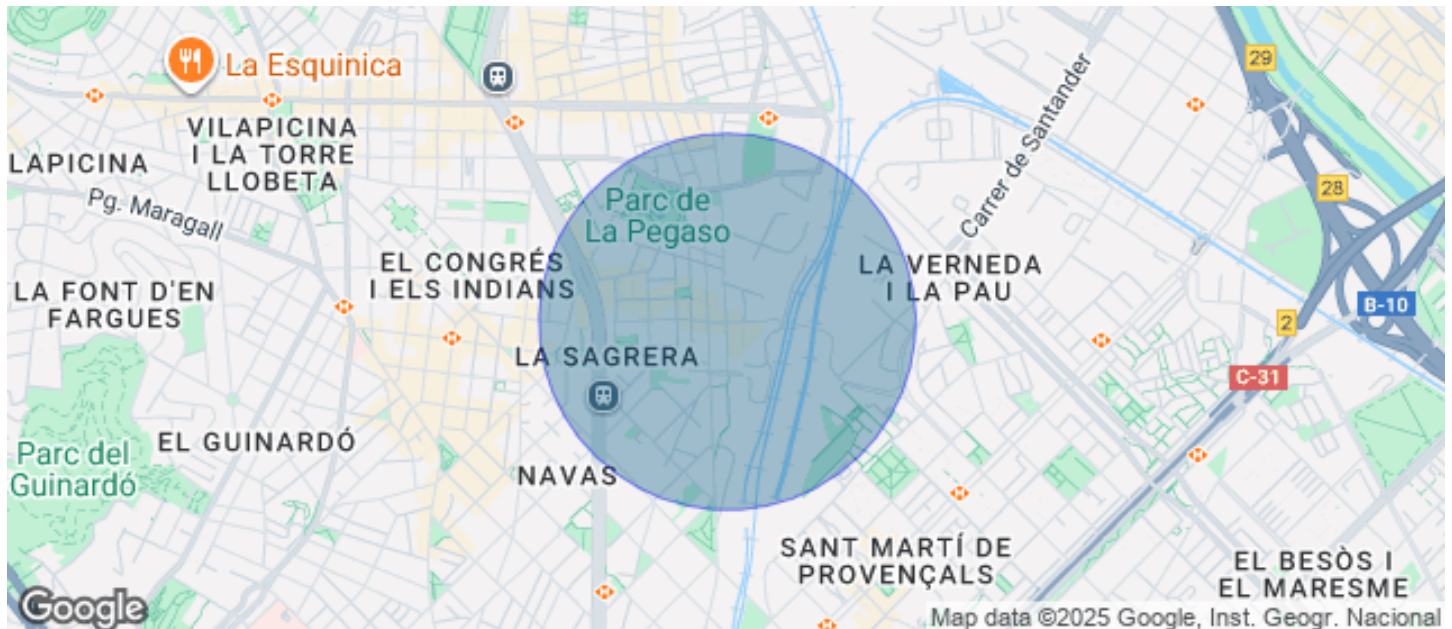 La Esquinica
29
VILAPICINA
I LA TORRE
LLOBETA
LAPICINA
Pg. Maragall
Carrer de Santander
28
Parc de
La Pegaso
EL CONGRÉS
I ELS INDIANS
LA VERNEDA
I LA PAU
LA FONT D'EN
FARGUES
B-10
2
LA SAGRERA
C-31
EL GUINARDÓ
Parc del
Guinardó
NAVAS
SANT MARTÍ DE
PROVENÇALS
EL BESÒS I
EL MARESME
Google
Map data ©2025 Google, Inst. Geogr. Nacional